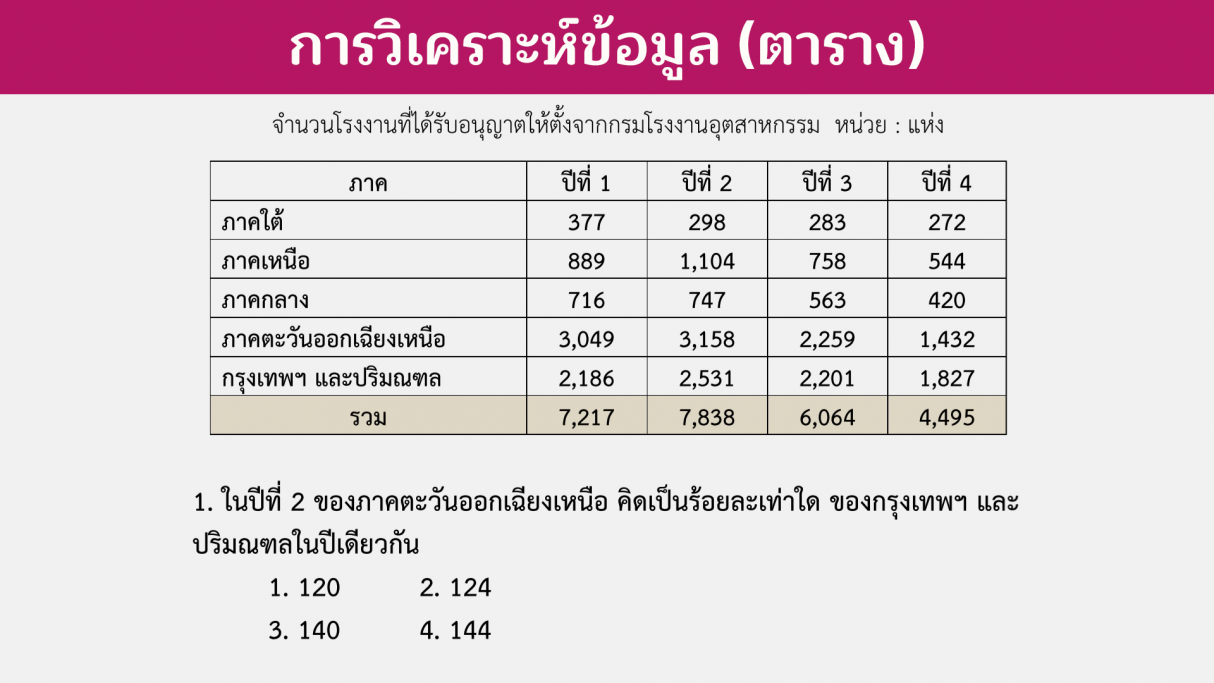 การวิเคราะห์ข้อมูล (ตาราง)
จำนวนโรงงานที่ได้รับอนุญาตให้ตั้งจากกรมโรงงานอุตสาหกรรม หน่วย : แห่ง
ภาค ปีที่ 1 ปีที่ 2 ปีที่ 3 ปีที่ 4
ภาคใต้ 377 298 283 272
ภาคเหนือ 889 1,104 758 544
ภาคกลาง 716 747 563 420
ภาคตะวันออกเฉียงเหนือ 3,049 3,158 2,259 1,432
กรุงเทพฯ และปริมณฑล 2,186 2,531 2,201 1,827
รวม 7,217 7,838 6,064 4,495
1. ในปีที่ 2 ของภาคตะวันออกเฉียงเหนือ คิดเป็นร้อยละเท่าใด ของกรุงเทพฯ และ
ปริมณฑลในปีเดียวกัน
1. 120 2. 124
3. 140 4. 144